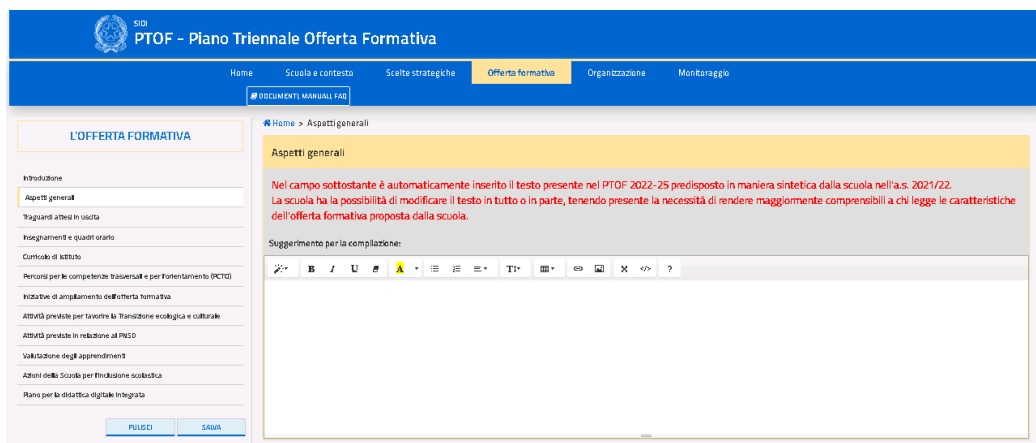 SIDI
PTOF - Piano Triennale Offerta Formativa
Home Scuola e contesto Scelte strategiche Offerta formativa Organizzazione Monitoraggio
DOCUMENTI, MANUALI, FAQ
L'OFFERTA FORMATIVA
Introduzione
Aspetti generali
Traguardi attesi in uscita
Insegnamenti e quadri orario
Curricolo di Istituto
Percorsi per le competenze trasversali e per l'orientamento (PCTO)
Iniziative di ampliamento dell'offerta formativa
Attività previste per favorire la Transizione ecologica e culturale
Attività previste in relazione al PNSD
Valutazione degli apprendimenti
Azioni della Scuola per l'inclusione scolastica
Piano per la didattica digitale integrata
PULISCI SALVA
Home > Aspetti generali
Aspetti generali
Nel campo sottostante è automaticamente inserito il testo presente nel PTOF 2022-25 predisposto in maniera sintetica dalla scuola nell'a.s. 2021/22.
La scuola ha la possibilità di modificare il testo in tutto o in parte, tenendo presente la necessità di rendere maggiormente comprensibili a chi legge le caratteristiche
dell'offerta formativa proposta dalla scuola.
Suggerimento per la compilazione:
B I U A TI </> ?